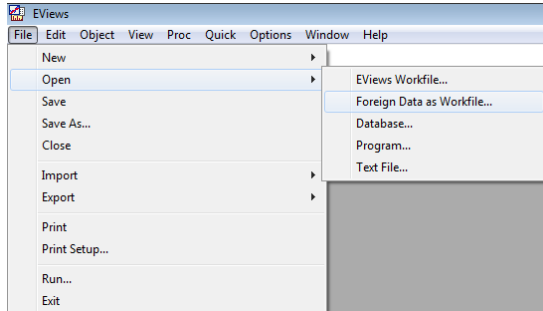 EViews
File Edit Object View Proc Quick Options Window Help
New
Open
Save
Save As...
Close
Import
Export
Print
Print Setup...
Run...
Exit
EViews Workfile...
Foreign Data as Workfile...
Database...
Program...
Text File...